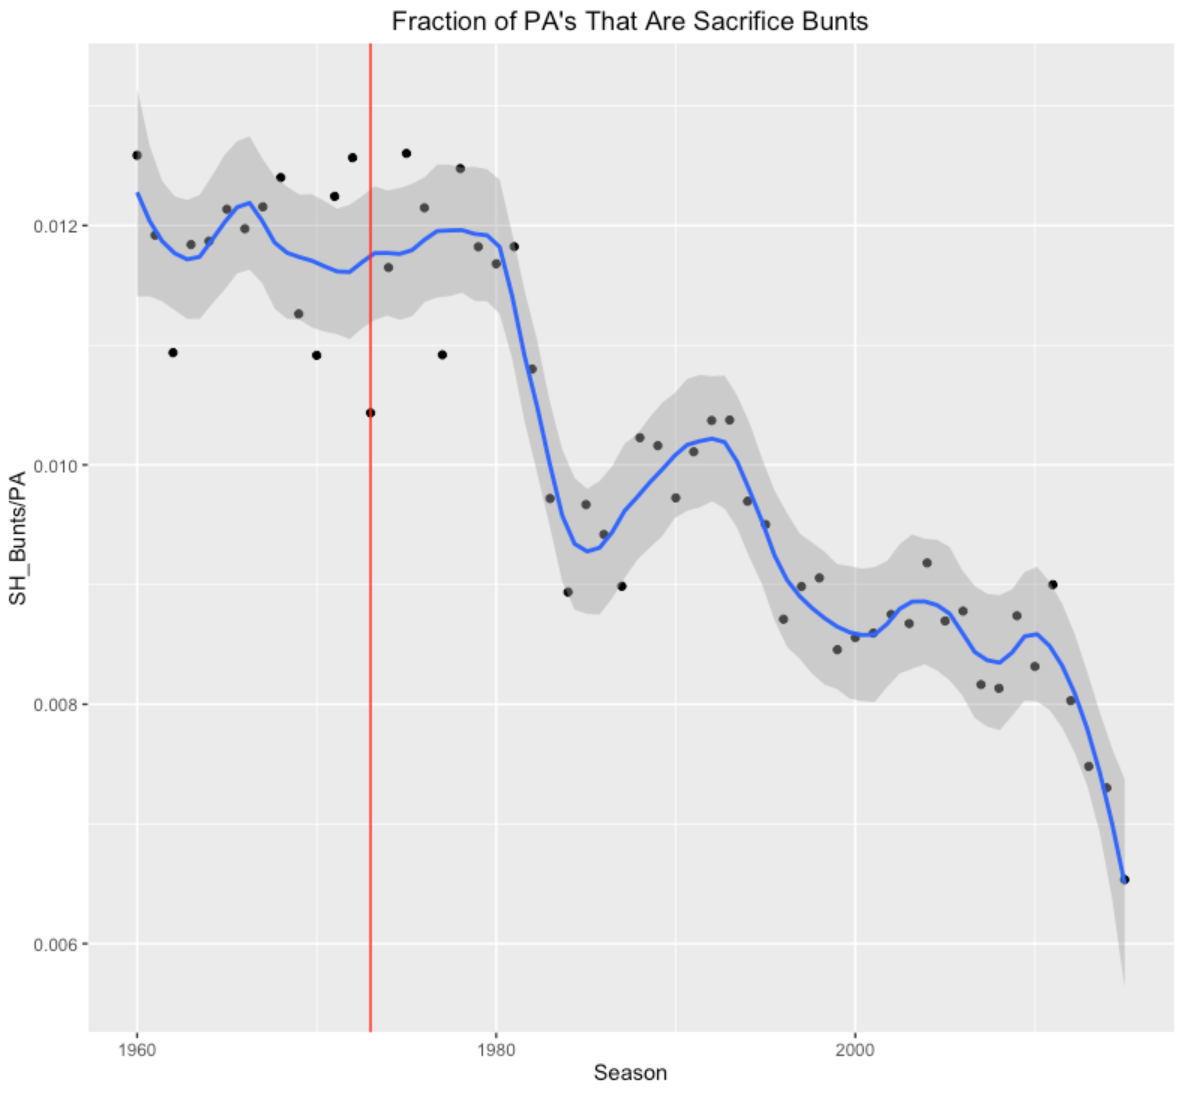 Fraction of PA's That Are Sacrifice Bunts
SH_Bunts/PA
0.012
0.010
0.008
0.006
1960
1980
2000
Season